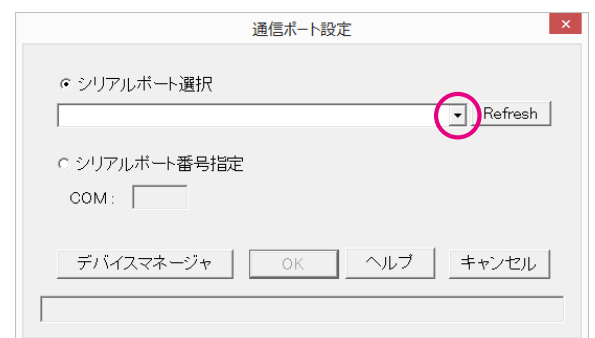 通信ポート設定
シリアルポート選択
Refresh
シリアルポート番号指定
COM:
デバイスマネージャ OK ヘルプ キャンセル